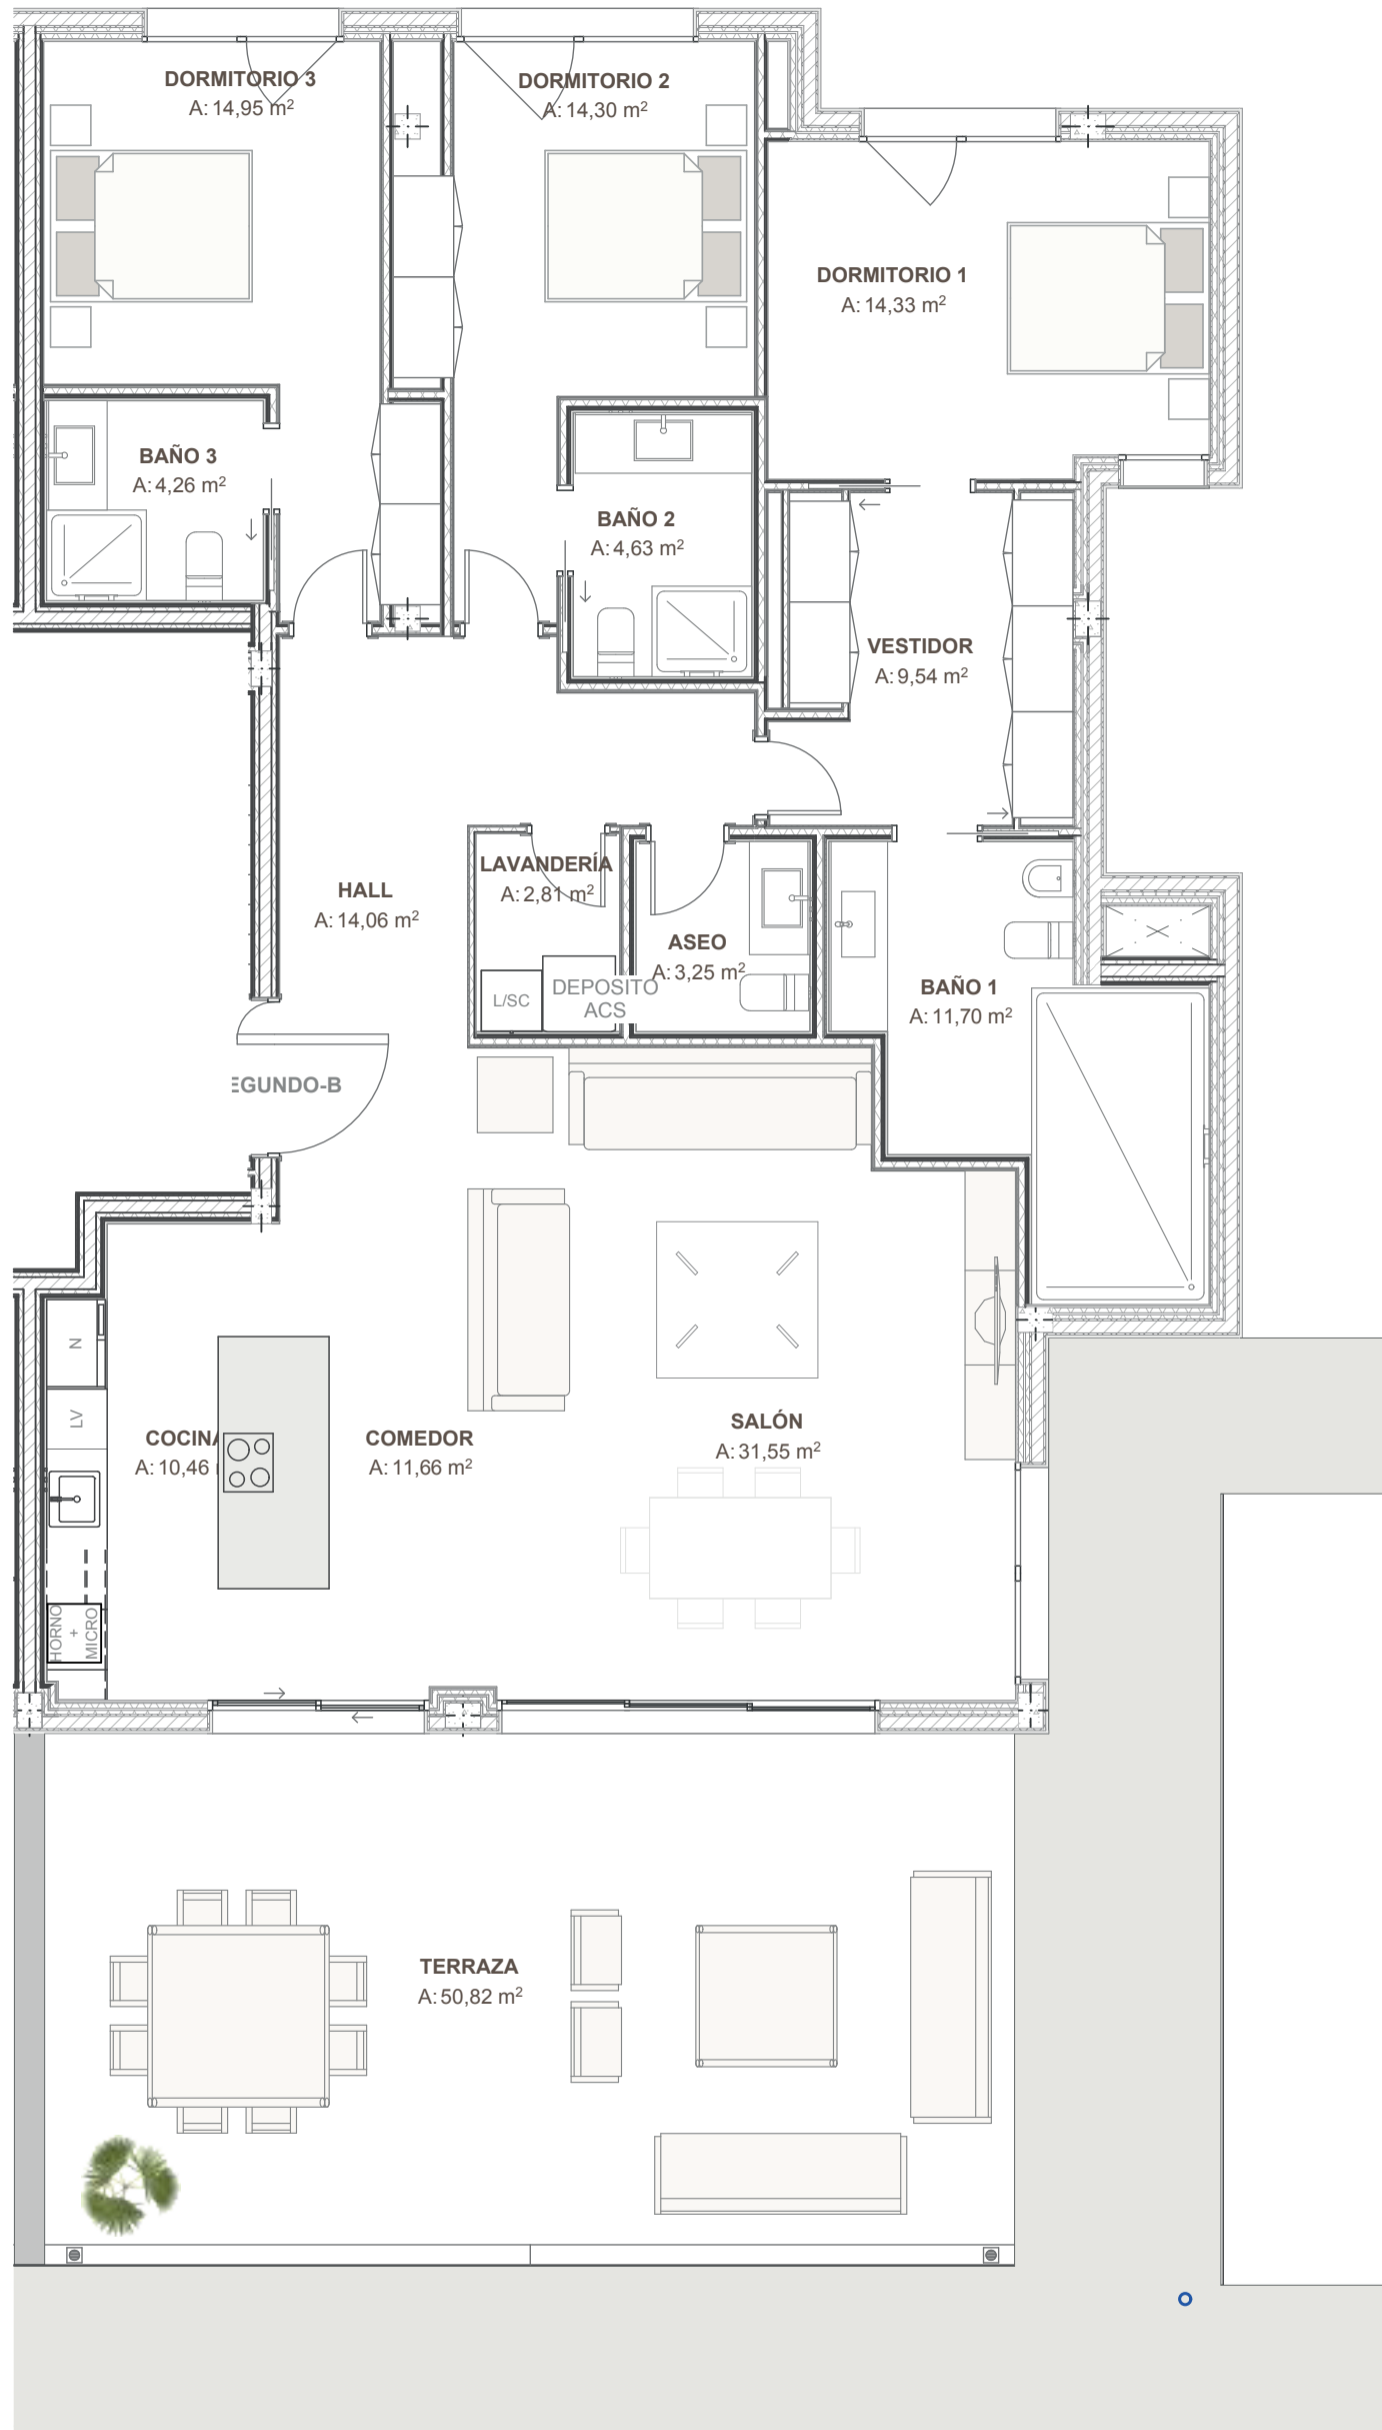 DORMITORIO 3
A: 14,95 m²
DORMITORIO 2
A: 14,30 m²
DORMITORIO 1
A: 14,33 m²
BAÑO 3
A: 4,26 m²
BAÑO 2
A: 4,63 m²
VESTIDOR
A: 9,54 m²
LAVANDERÍA
A: 2,81 m²
HALL
A: 14,06 m²
ASEO
A: 3,25 m²
L/SC
DEPOSITO
ACS
BAÑO 1
A: 11,70 m²
EGUNDO-B
N
LV
COCINA
A: 10,46
COMEDOR
A: 11,66 m²
SALÓN
A: 31,55 m²
HORNO
+
MICRO
TERRAZA
A: 50,82 m²